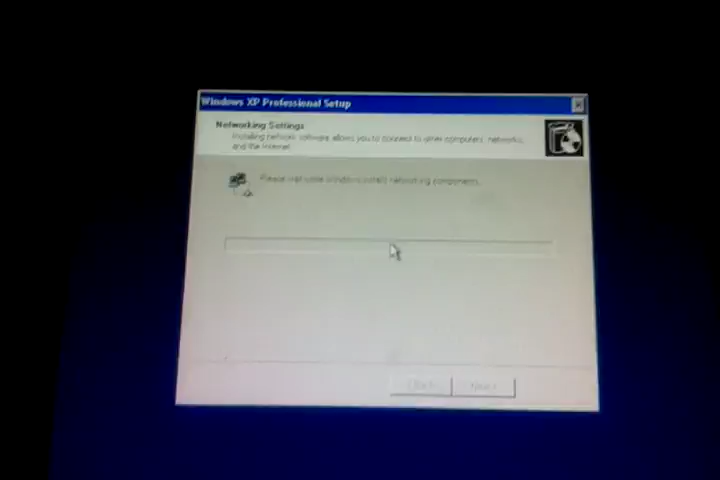 Windows XP Professional Setup
Networking Settings
Installing network software allows you to connect to other computers, networks,
and the Internet.
Please wait while Windows installs networking components.
< Back
Next >